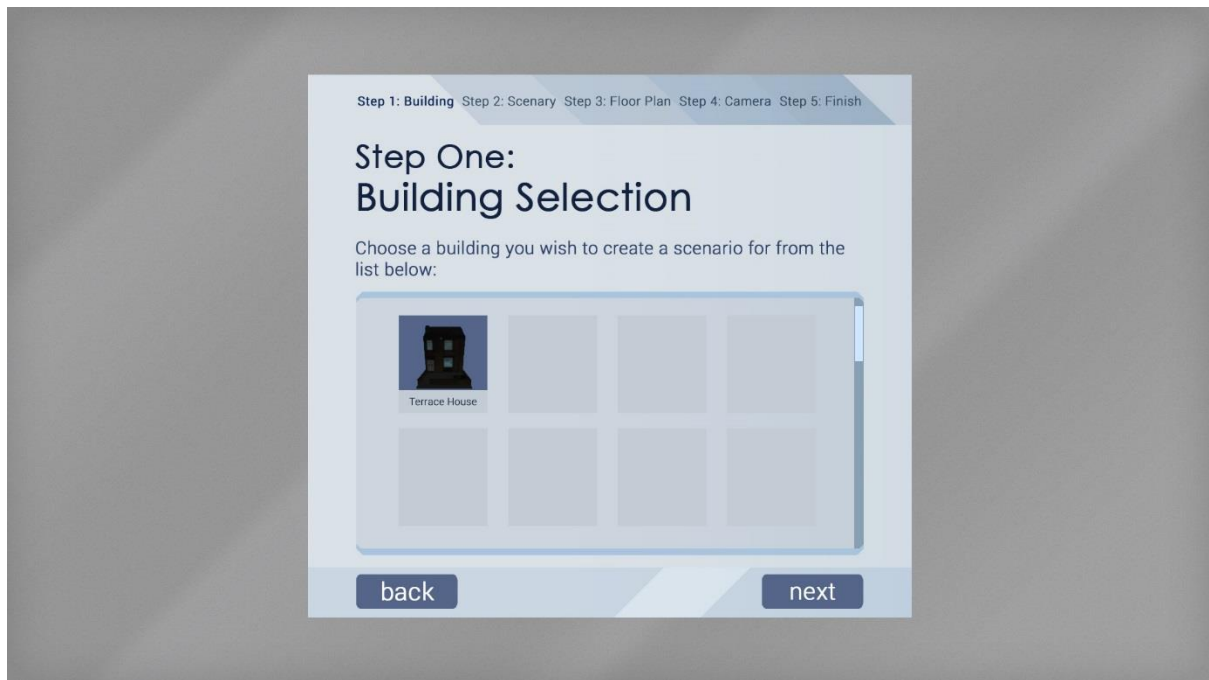 Step 1: Building Step 2: Scenary Step 3: Floor Plan Step 4: Camera Step 5: Finish
Step One:
Building Selection
Choose a building you wish to create a scenario for from the
list below:
Terrace House
back next